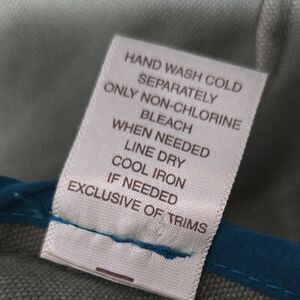 HAND WASH COLD
SEPARATELY
ONLY NON-CHLORINE
BLEACH
WHEN NEEDED
LINE DRY
COOL IRON
IF NEEDED
EXCLUSIVE OF TRIMS